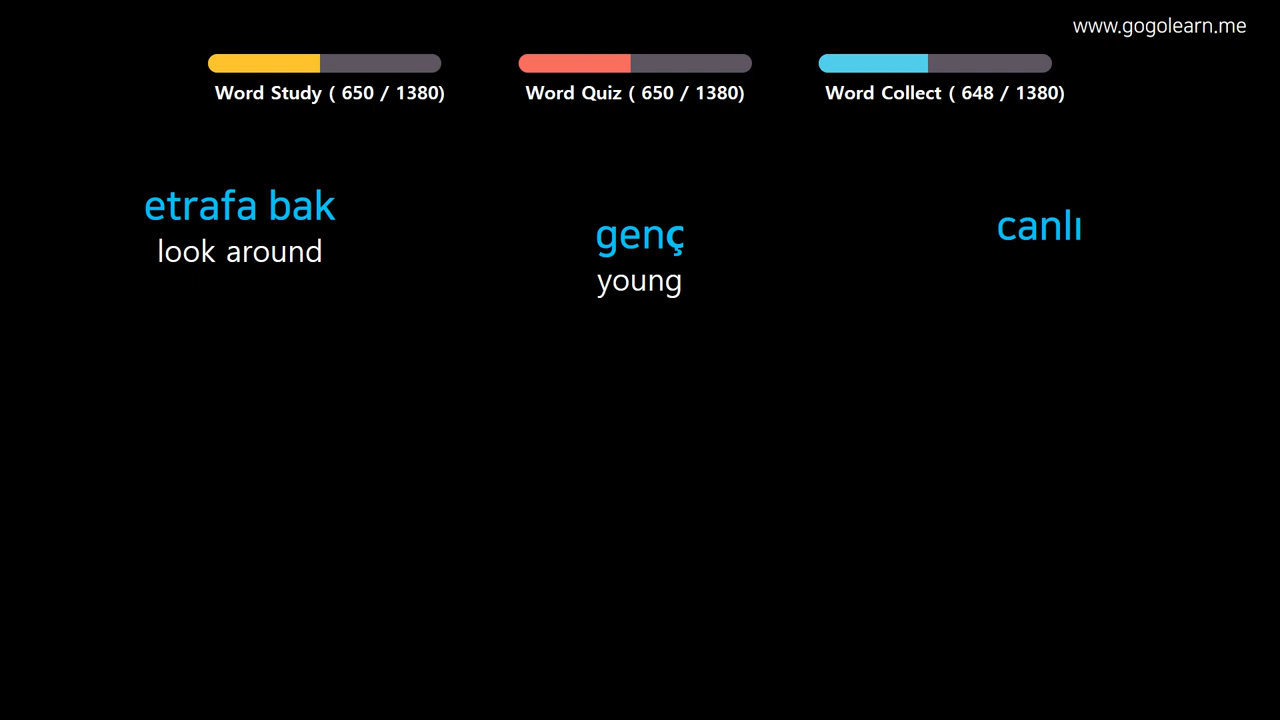 www.gogolearn.me
Word Study ( 650 / 1380)
Word Quiz ( 650 / 1380)
Word Collect ( 648 / 1380)
etrafa bak
look around
genç
young
canlı